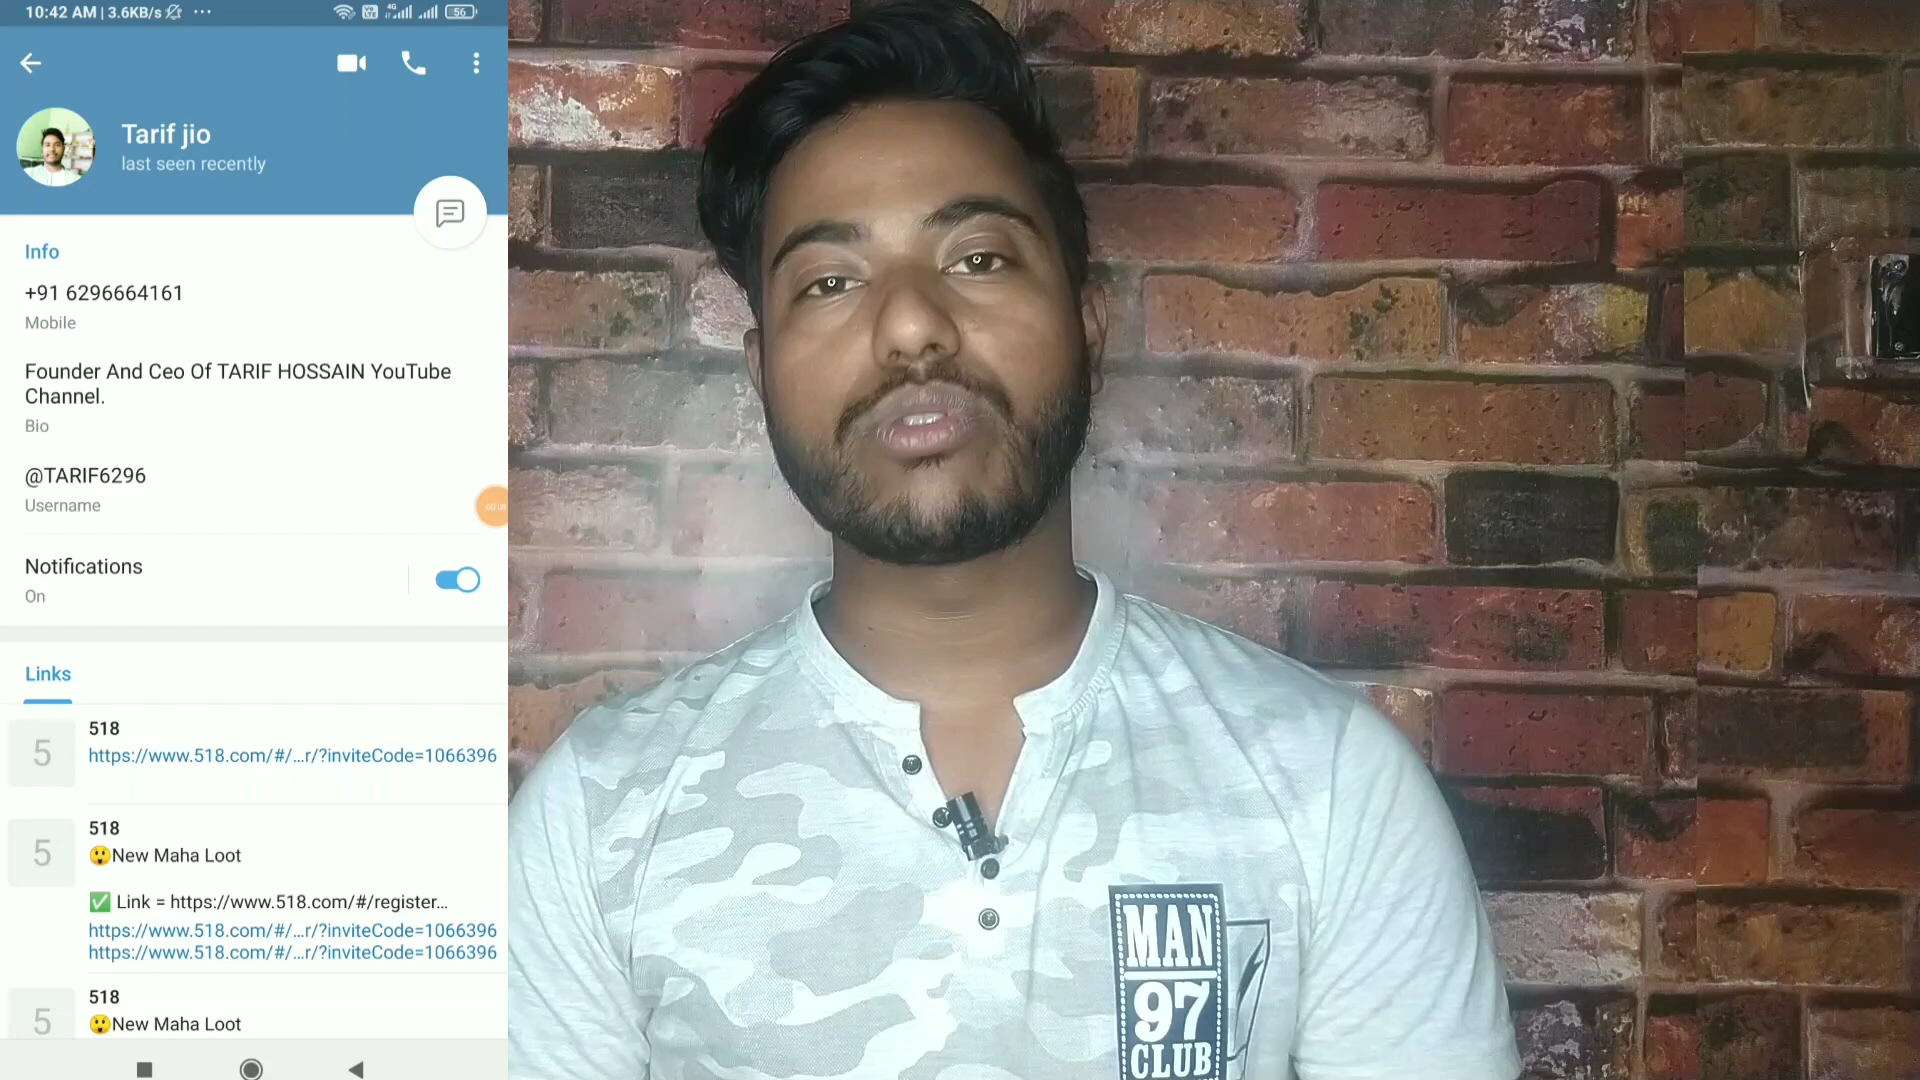 10:42 AM | 3.6KB/s
4G
56
Tarif jio
last seen recently
Info
+91 6296664161
Mobile
Founder And Ceo Of TARIF HOSSAIN YouTube
Channel.
Bio
@TARIF6296
Username
Notifications
On
Links
5
518
https://www.518.com/#/...r/?inviteCode=1066396
5
518
😲New Maha Loot
✅ Link = https://www.518.com/#/register...
https://www.518.com/#/...r/?inviteCode=1066396
https://www.518.com/#/...r/?inviteCode=1066396
5
518
😲New Maha Loot
MAN
97
CLUB